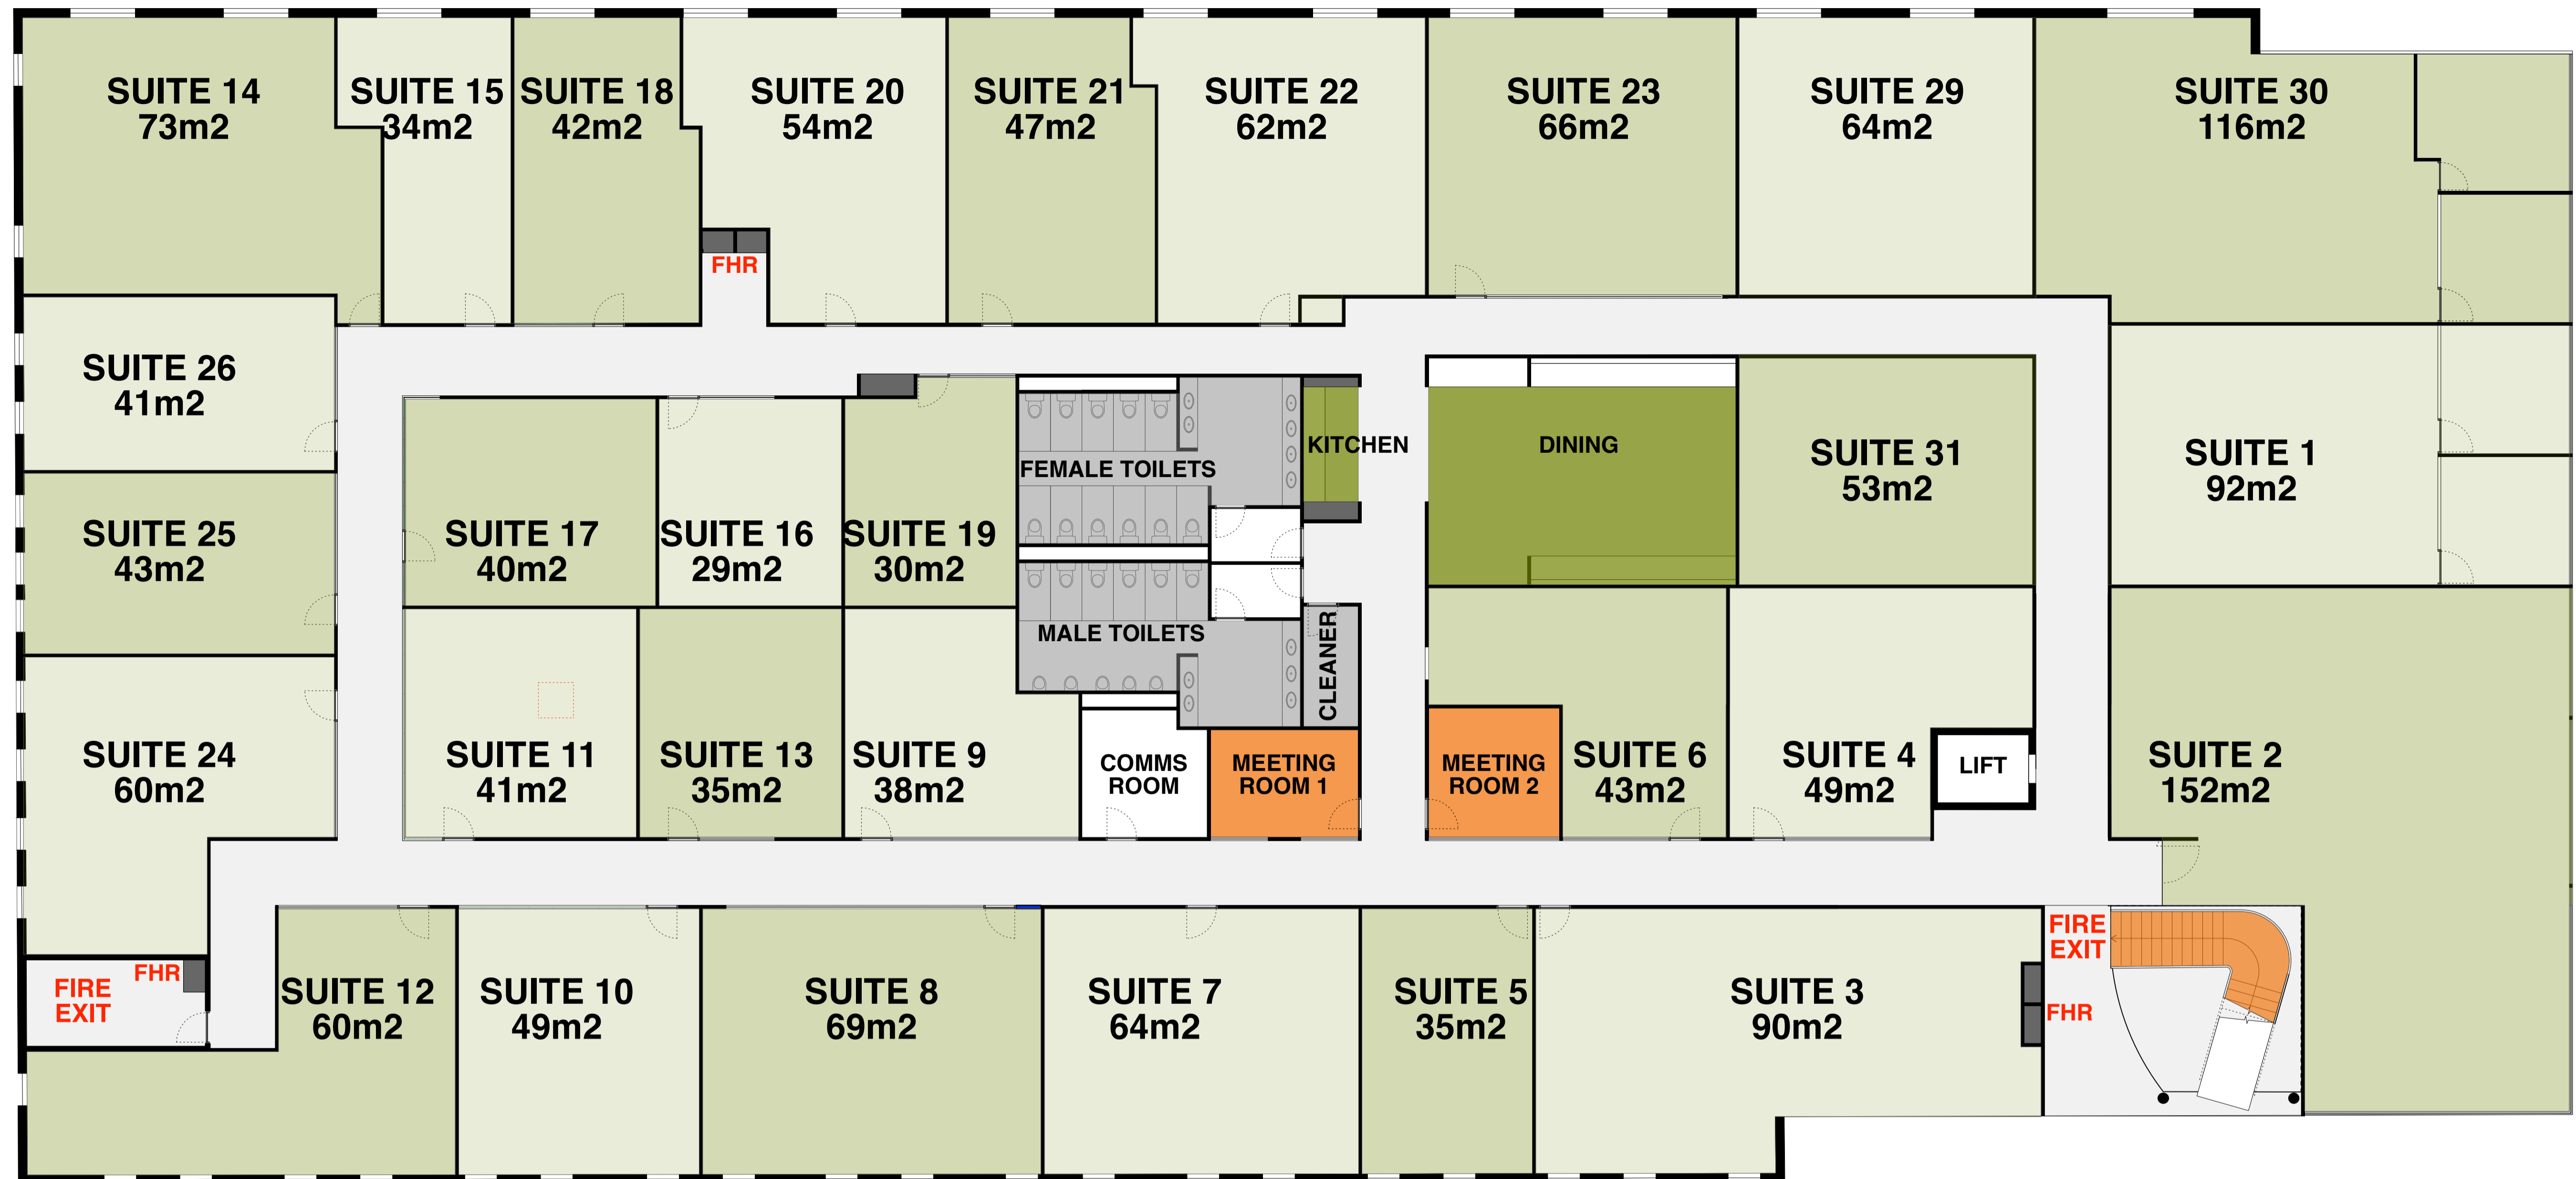 SUITE 14
73m2
SUITE 15
34m2
SUITE 18
42m2
SUITE 20
54m2
SUITE 21
47m2
SUITE 22
62m2
SUITE 23
66m2
SUITE 29
64m2
SUITE 30
116m2
FHR
SUITE 26
41m2
SUITE 25
43m2
SUITE 17
40m2
SUITE 16
29m2
SUITE 19
30m2
FEMALE TOILETS
KITCHEN
DINING
SUITE 31
53m2
SUITE 1
92m2
MALE TOILETS
CLEANER
SUITE 24
60m2
SUITE 11
41m2
SUITE 13
35m2
SUITE 9
38m2
COMMS
ROOM
MEETING
ROOM 1
MEETING
ROOM 2
SUITE 6
43m2
SUITE 4
49m2
LIFT
SUITE 2
152m2
FIRE
EXIT
FHR
SUITE 12
60m2
SUITE 10
49m2
SUITE 8
69m2
SUITE 7
64m2
SUITE 5
35m2
SUITE 3
90m2
FIRE
EXIT
FHR